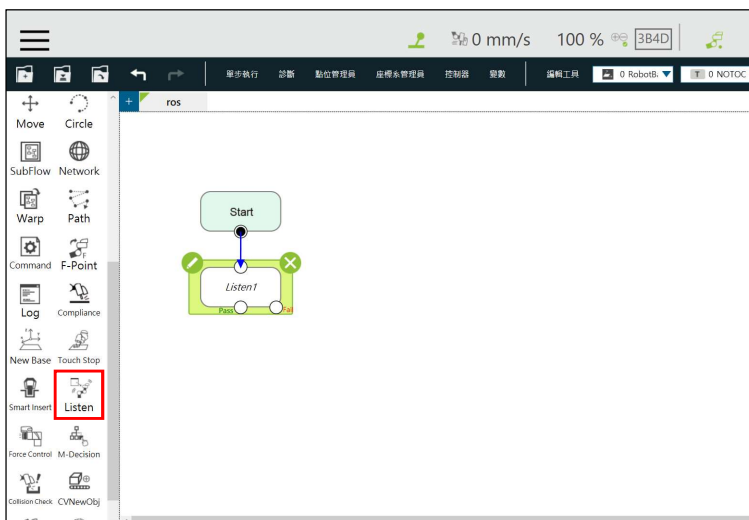 0 mm/s 100 % 3B4D
單步執行 診斷 點位管理員 座標系管理員 控制器 變數 編輯工具 0 RobotB. T 0 NOTOC
+ ros
Move Circle
SubFlow Network
Warp Path
Command F-Point
Log Compliance
New Base Touch Stop
Smart Insert Listen
Force Control M-Decision
Collision Check CVNewObj
Start
Listen1
Pass Fail